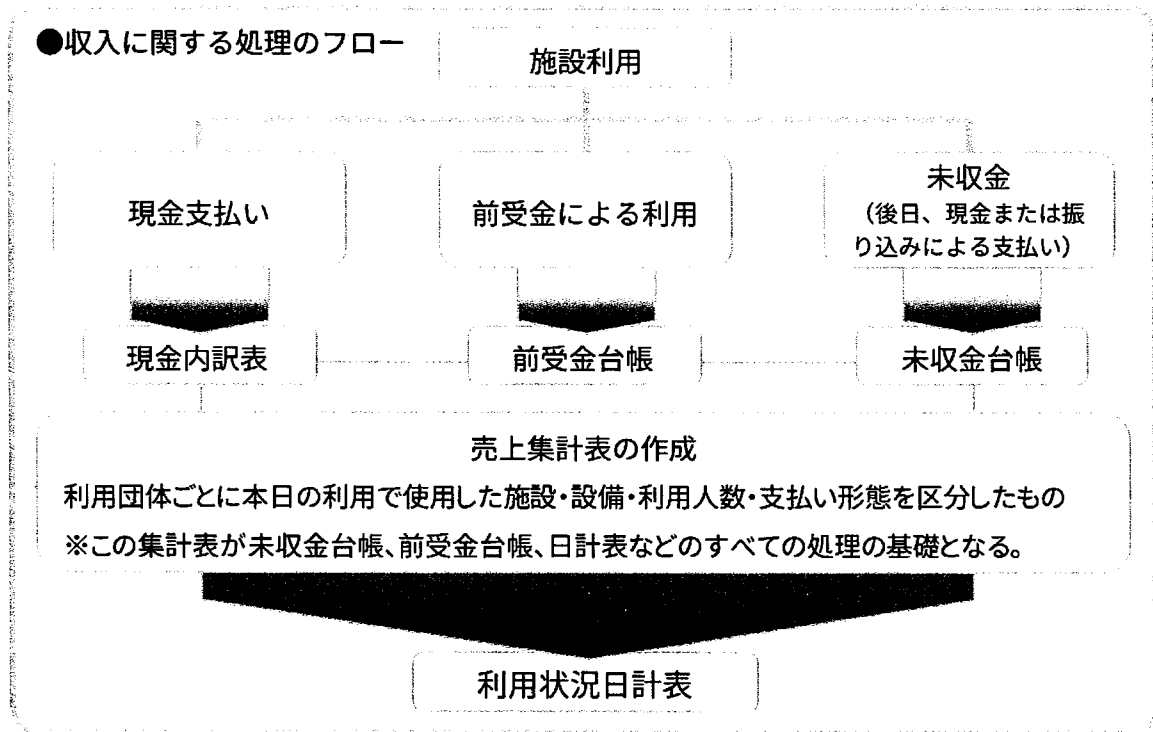 ●収入に関する処理のフロー
施設利用
現金支払い
前受金による利用
未収金
（後日、現金または振
り込みによる支払い）
現金内訳表
前受金台帳
未収金台帳
売上集計表の作成
利用団体ごとに本日の利用で使用した施設・設備・利用人数・支払い形態を区分したもの
※この集計表が未収金台帳、前受金台帳、日計表などのすべての処理の基礎となる。
利用状況日計表